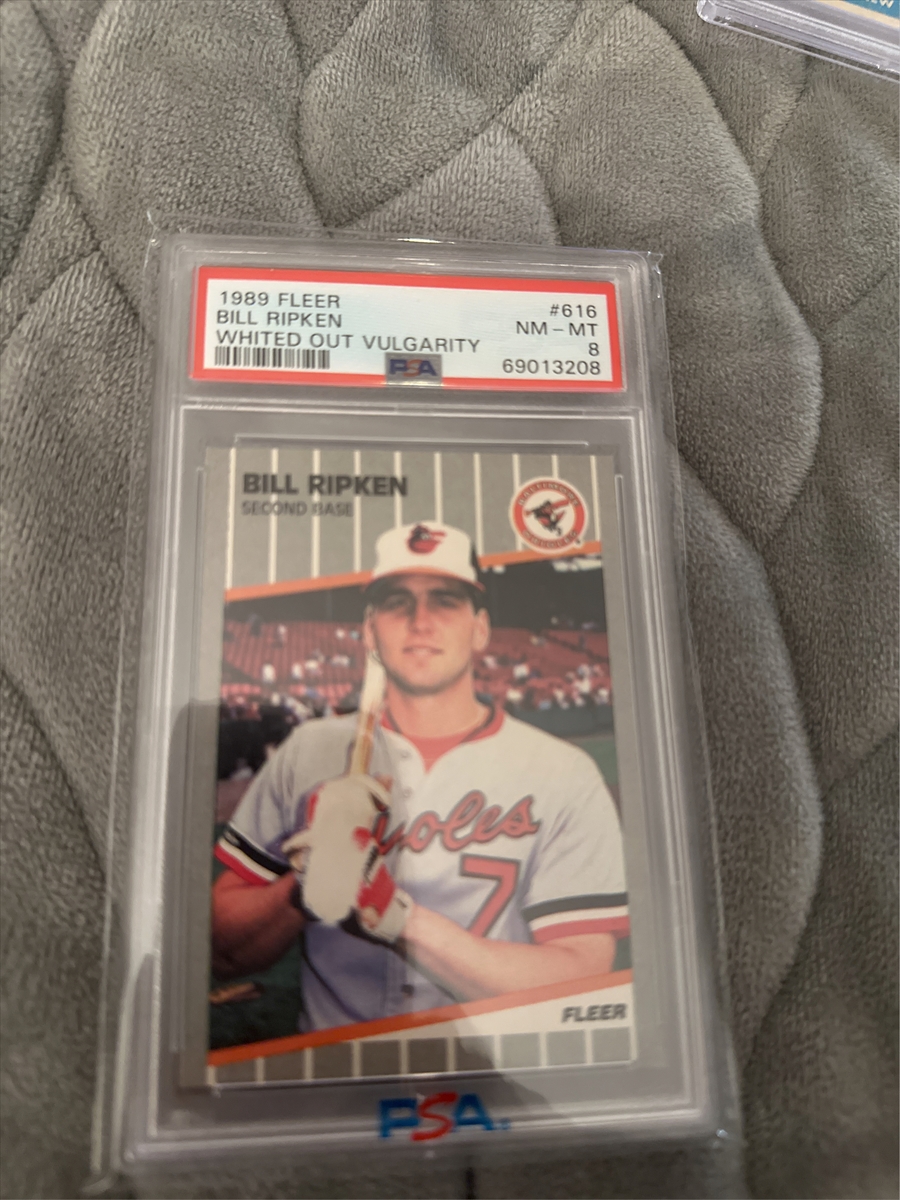 1989 FLEER
#616
BILL RIPKEN
NM – MT
WHITED OUT VULGARITY
8
PSA
69013208
BILL RIPKEN
SECOND BASE
7
FLEER
PSA